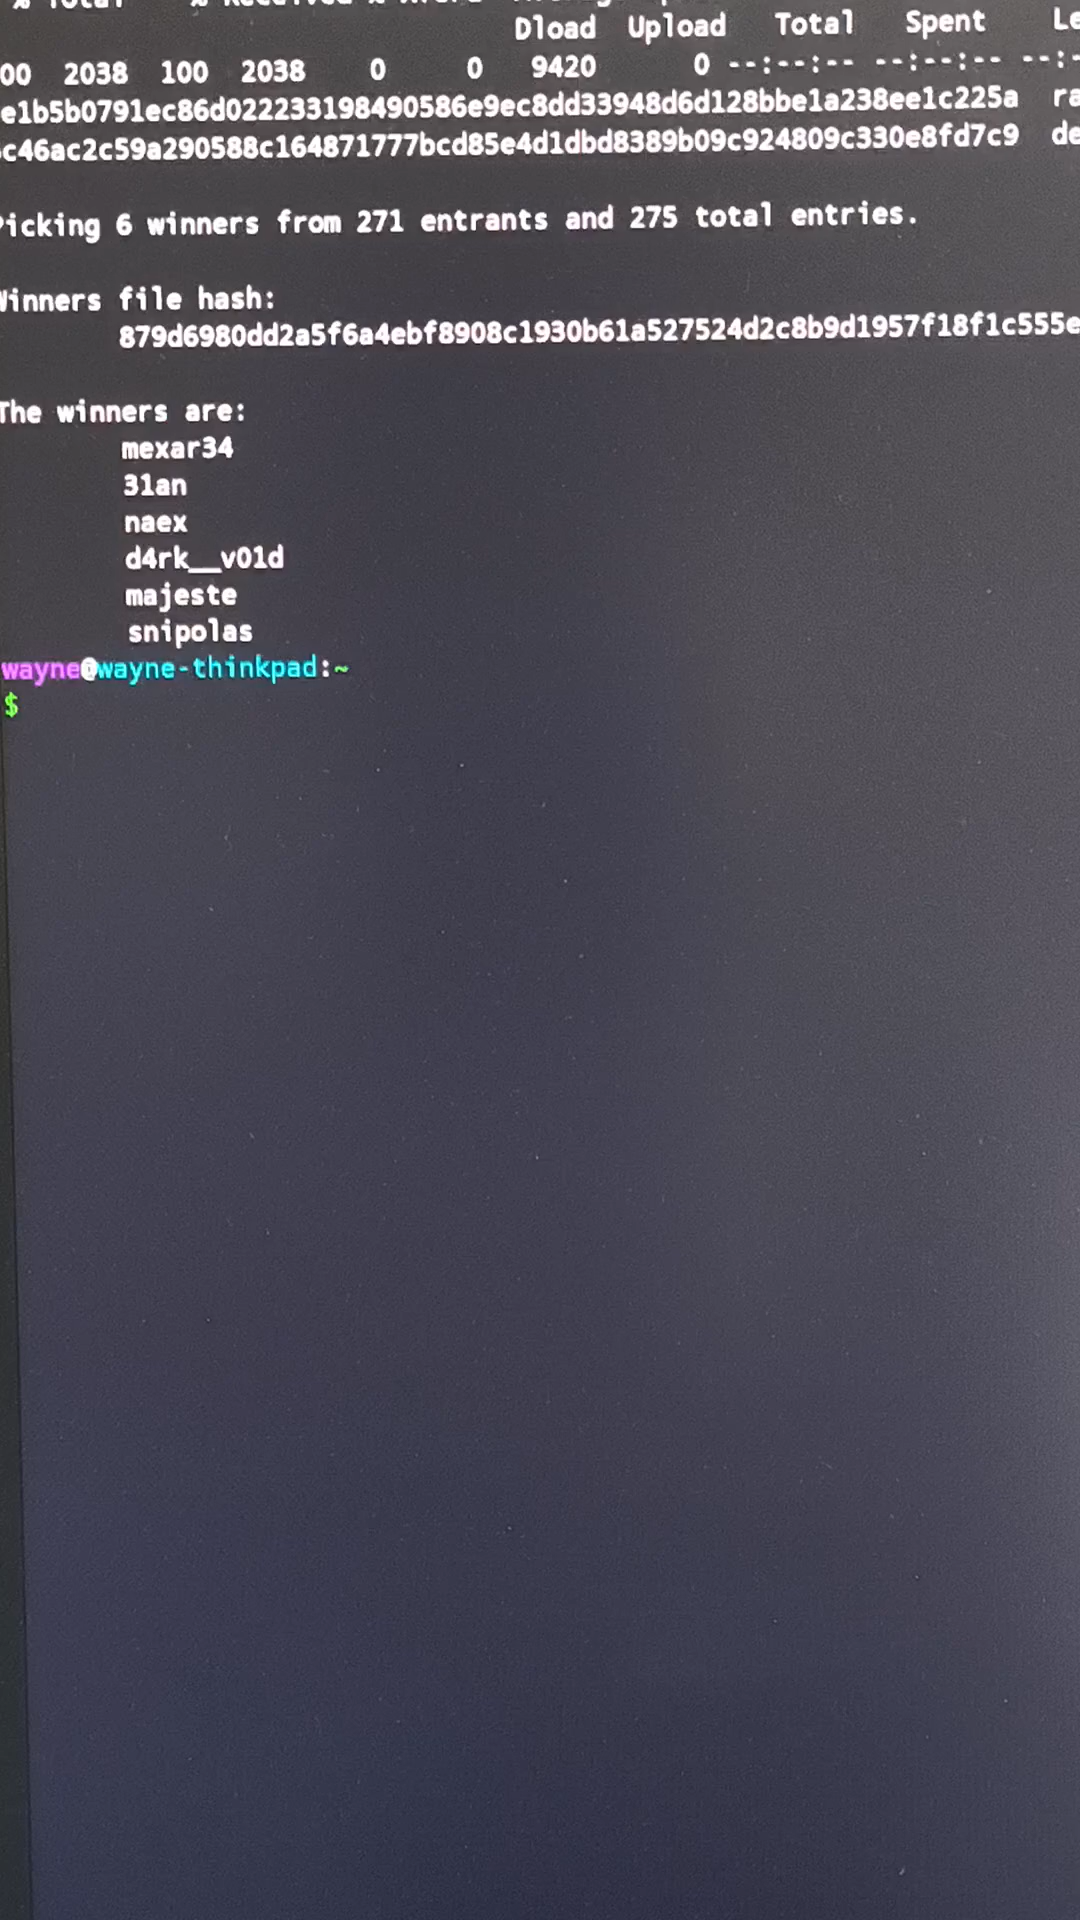 Dload Upload Total Spent
00 2038 100 2038 0 0 9420 0 --:--:-- --:--:--
e1b5b0791ec86d022233198490586e9ec8dd33948d6d128bbe1a238ee1c225a ra
c46ac2c59a290588c164871777bcd85e4d1dbd8389b09c924809c330e8fd7c9 de
Picking 6 winners from 271 entrants and 275 total entries.
Winners file hash:
879d6980dd2a5f6a4ebf8908c1930b61a527524d2c8b9d1957f18f1c555e
The winners are:
mexar34
31an
naex
d4rk__v01d
majeste
snipolas
wayne@wayne-thinkpad:~
$